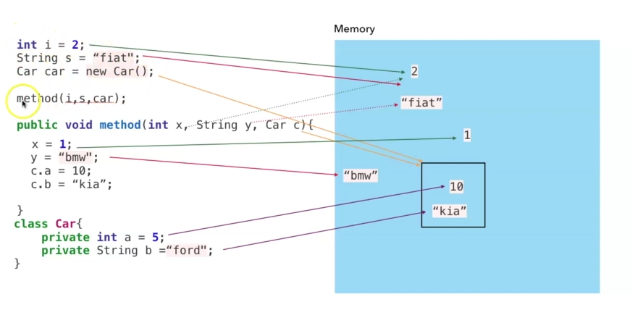 Memory
int i = 2;
String s = "fiat";
Car car = new Car();
method(i,s,car);
public void method(int x, String y, Car c){
x = 1;
y = "bmw";
c.a = 10;
c.b = "kia";
}
class Car{
private int a = 5;
private String b ="ford";
}
2
"fiat"
1
"bmw"
10
"kia"